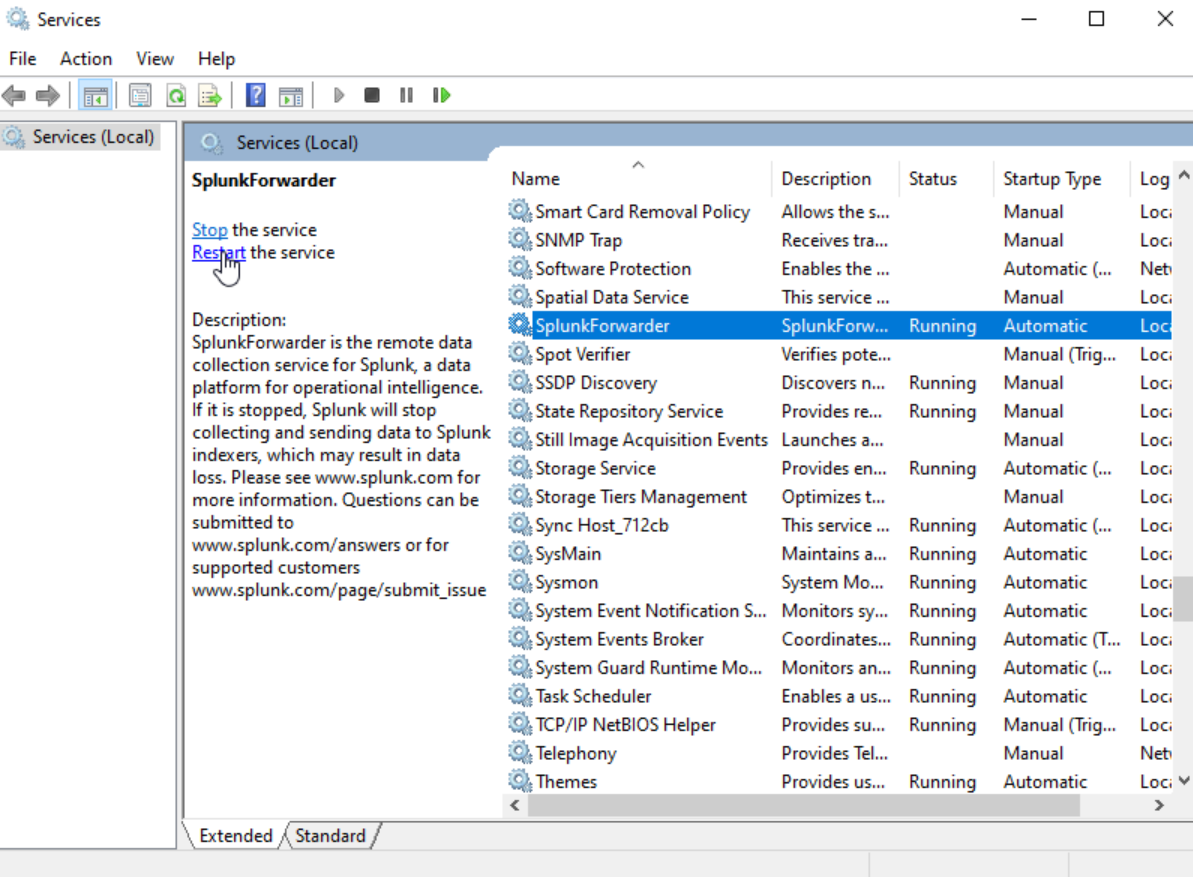 Services
File Action View Help
Services (Local)
Services (Local)
SplunkForwarder
Stop the service
Restart the service
Description:
SplunkForwarder is the remote data
collection service for Splunk, a data
platform for operational intelligence.
If it is stopped, Splunk will stop
collecting and sending data to Splunk
indexers, which may result in data
loss. Please see www.splunk.com for
more information. Questions can be
submitted to
www.splunk.com/answers or for
supported customers
www.splunk.com/page/submit_issue
Name Description Status Startup Type Log
Smart Card Removal Policy Allows the s... Manual Loca
SNMP Trap Receives tra... Manual Loca
Software Protection Enables the ... Automatic (... Netw
Spatial Data Service This service ... Manual Loca
SplunkForwarder SplunkForw... Running Automatic Loca
Spot Verifier Verifies pote... Manual (Trig... Loca
SSDP Discovery Discovers n... Running Manual Loca
State Repository Service Provides re... Running Manual Loca
Still Image Acquisition Events Launches a... Manual Loca
Storage Service Provides en... Running Automatic (... Loca
Storage Tiers Management Optimizes t... Manual Loca
Sync Host_712cb This service ... Running Automatic (... Loca
SysMain Maintains a... Running Automatic Loca
Sysmon System Mo... Running Automatic Loca
System Event Notification S... Monitors sy... Running Automatic Loca
System Events Broker Coordinates... Running Automatic (T... Loca
System Guard Runtime Mo... Monitors an... Running Automatic (... Loca
Task Scheduler Enables a us... Running Automatic Loca
TCP/IP NetBIOS Helper Provides su... Running Manual (Trig... Loca
Telephony Provides Tel... Manual Netw
Themes Provides us... Running Automatic Loca
Extended Standard